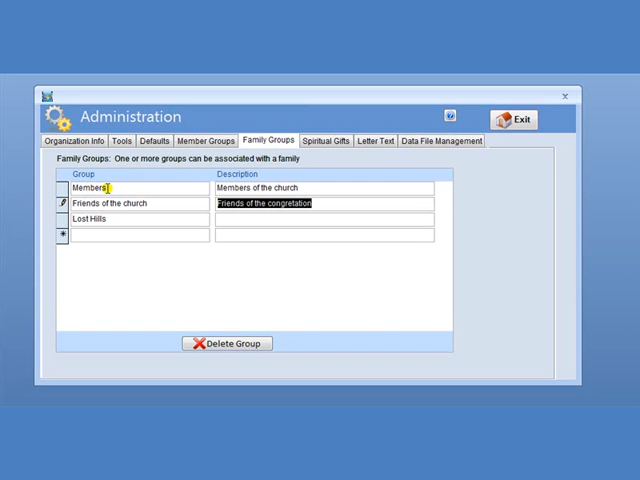 Administration
Exit
Organization Info Tools Defaults Member Groups Family Groups Spiritual Gifts Letter Text Data File Management
Family Groups: One or more groups can be associated with a family
Group Description
Members Members of the church
Friends of the church Friends of the congretation
Lost Hills
Delete Group